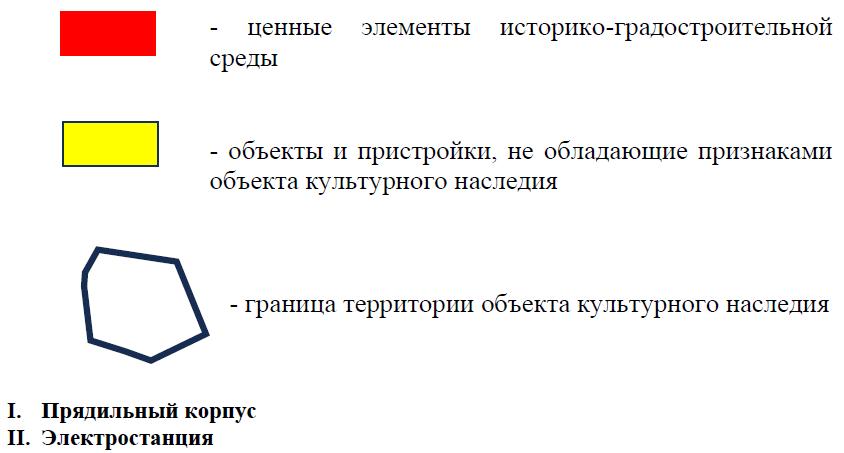 - ценные элементы историко-градостроительной
среды
- объекты и пристройки, не обладающие признаками
объекта культурного наследия
- граница территории объекта культурного наследия
I. Прядильный корпус
II. Электростанция